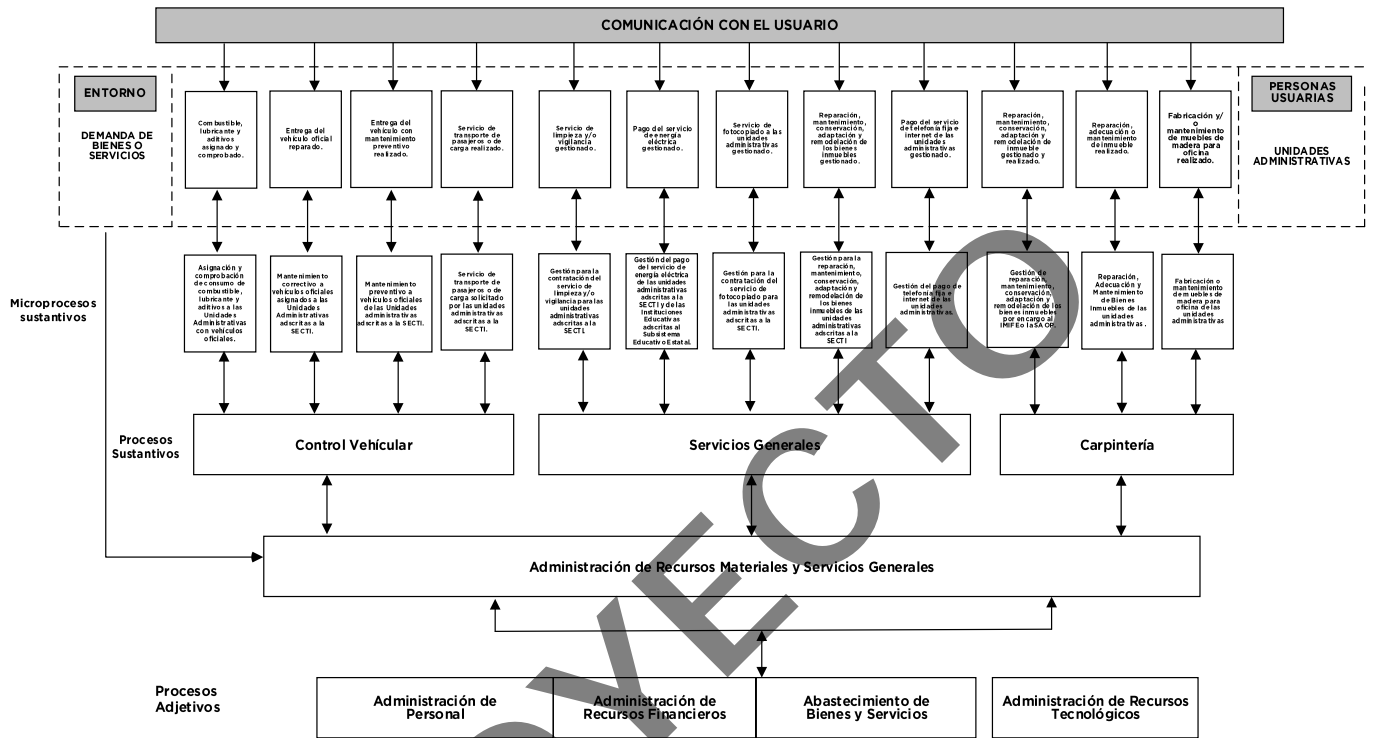 COMUNICACIÓN CON EL USUARIO
ENTORNO
DEMANDA DE
BIENES O
SERVICIOS
Combustible,
lubricante y
aditivos
asignado y
comprobado.
Entrega del
vehículo oficial
reparado.
Entrega del
vehículo con
mantenimiento
preventivo
realizado.
Servicio de
transporte de
pasajeros o de
carga realizado.
Servicio de
limpieza y/o
vigilancia
gestionado.
Pago del servicio
de energía
eléctrica
gestionado.
Servicio de
fotocopiado a las
unidades
administrativas
gestionado.
Reparación,
mantenimiento,
conservación,
adaptación y
remodelación de
los bienes
inmuebles
gestionado.
Pago del servicio
de telefonía fija e
internet de las
unidades
administrativas
gestionado.
Reparación,
mantenimiento,
conservación,
adaptación y
remodelación de
inmueble
gestionado y
realizado.
Reparación,
adecuación o
mantenimiento
de inmueble
realizado.
Fabricación y/
o
mantenimiento
de muebles de
madera para
oficina
realizado.
PERSONAS
USUARIAS
UNIDADES
ADMINISTRATIVAS
Microprocesos
sustantivos
Asignación y
comprobación
de consumo de
combustible,
lubricante y
aditivo a las
Unidades
Administrativas
con vehículos
oficiales.
Mantenimiento
correctivo a
vehículos oficiales
asignados a las
Unidades
Administrativas
adscritas a la
SECTI.
Mantenimiento
preventivo a
vehículos oficiales
de las Unidades
administrativas
adscritas a la SECTI.
Servicio de
transporte de
pasajeros o de
carga solicitado
por las unidades
administrativas
adscritas a la
SECTI.
Gestión para la
contratación del
servicio de
limpieza y/o
vigilancia para las
unidades
administrativas
adscritas a la
SECTI.
Gestión del pago
del servicio de
energía eléctrica
de las unidades
administrativas
adscritas a la
SECTI y de las
Instituciones
Educativas
adscritas al
Subsistema
Educativo Estatal.
Gestión para la
contratación del
servicio de
fotocopiado para
las unidades
administrativas
adscritas a la
SECTI.
Gestión para la
reparación,
mantenimiento,
conservación,
adaptación y
remodelación de
los bienes
inmuebles de las
unidades
administrativas
adscritas a la
SECTI
Gestión del pago de
telefonía fija e
internet de las
unidades
administrativas.
Gestión de
reparación,
mantenimiento,
conservación,
adaptación y
remodelación de los
bienes inmuebles
por encargo al
IMIFE o la SAOP.
Reparación,
Adecuación y
Mantenimiento
de Bienes
Inmuebles de las
unidades
administrativas .
Fabricación o
mantenimiento
de muebles de
madera para
oficina de las
unidades
administrativas
Procesos
Sustantivos
Control Vehícular
Servicios Generales
Carpintería
Administración de Recursos Materiales y Servicios Generales
Procesos
Adjetivos
Administración de
Personal
Administración de
Recursos Financieros
Abastecimiento de
Bienes y Servicios
Administración de Recursos
Tecnológicos
OYECTO